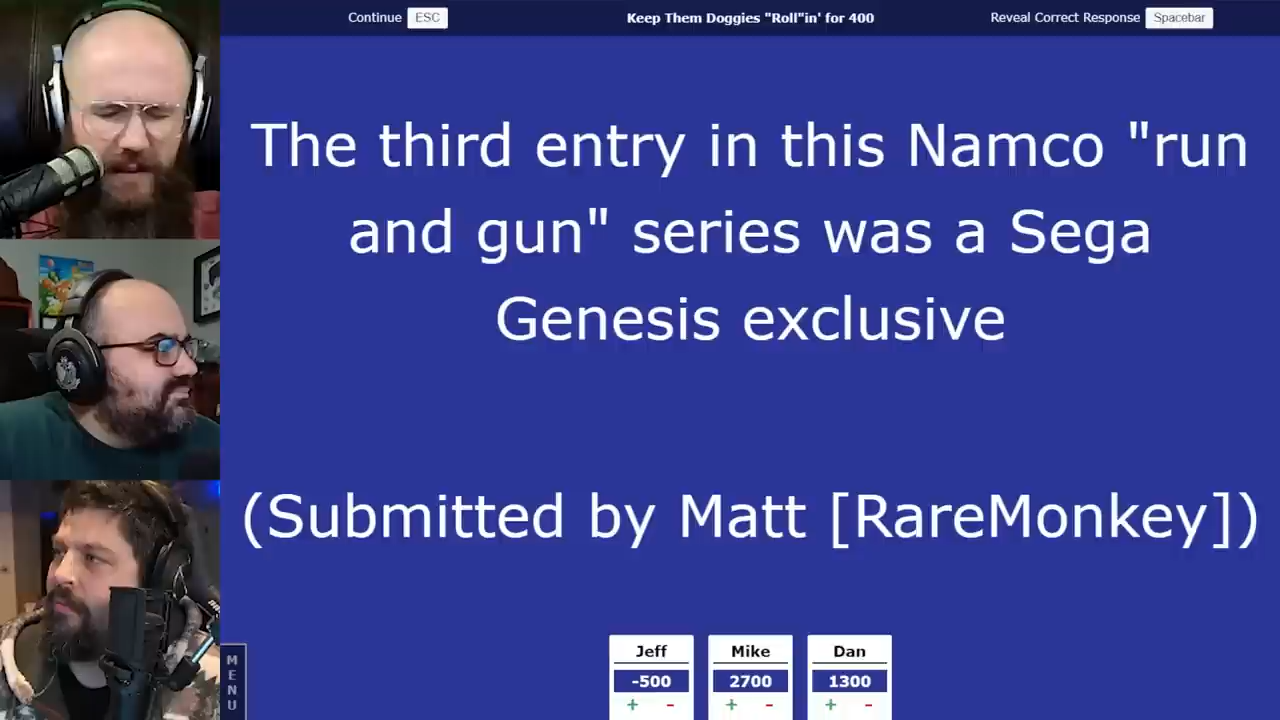 Continue ESC
Keep Them Doggies "Roll"in' for 400
Reveal Correct Response Spacebar
The third entry in this Namco "run
and gun" series was a Sega
Genesis exclusive
(Submitted by Matt [RareMonkey])
MENU
Jeff Mike Dan
-500 2700 1300
+ - + - + -